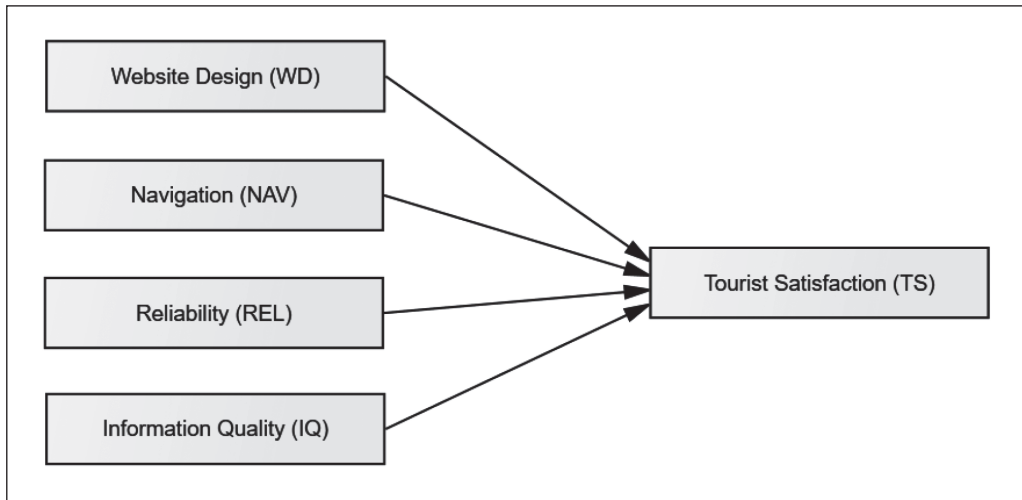 Website Design (WD)
Navigation (NAV)
Reliability (REL)
Information Quality (IQ)
Tourist Satisfaction (TS)